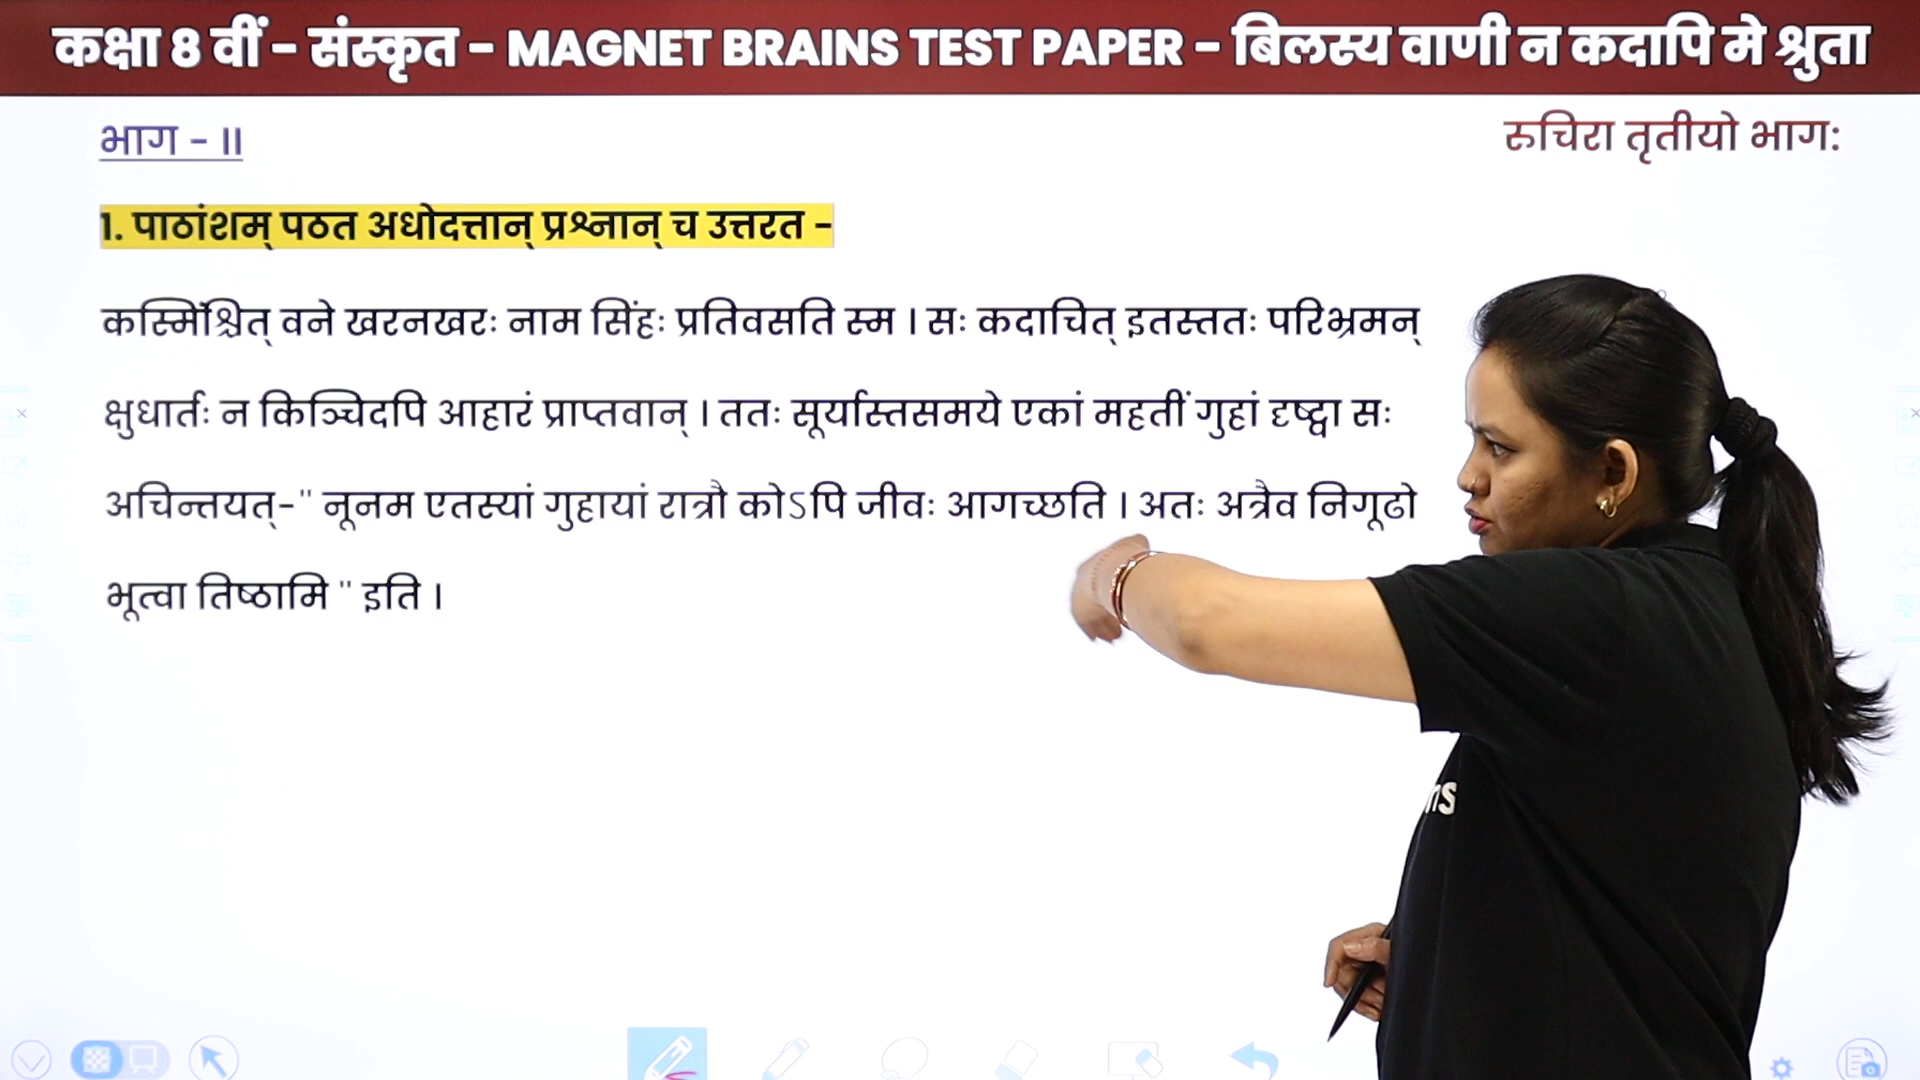 कक्षा 8 वीं - संस्कृत - MAGNET BRAINS TEST PAPER - बिलस्य वाणी न कदापि मे श्रुता
भाग - II
रुचिरा तृतीयो भाग:
1. पाठांशम् पठत अधोदत्तान् प्रश्नान् च उत्तरत -
कस्मिंश्चित् वने खरनखरः नाम सिंहः प्रतिवसति स्म । सः कदाचित् इतस्ततः परिभ्रमन्
क्षुधार्तः न किञ्चिदपि आहारं प्राप्तवान् । ततः सूर्यास्तसमये एकां महतीं गुहां दृष्ट्वा सः
अचिन्तयत्-" नूनम एतस्यां गुहायां रात्रौ कोऽपि जीवः आगच्छति । अतः अत्रैव निगूढो
भूत्वा तिष्ठामि " इति ।